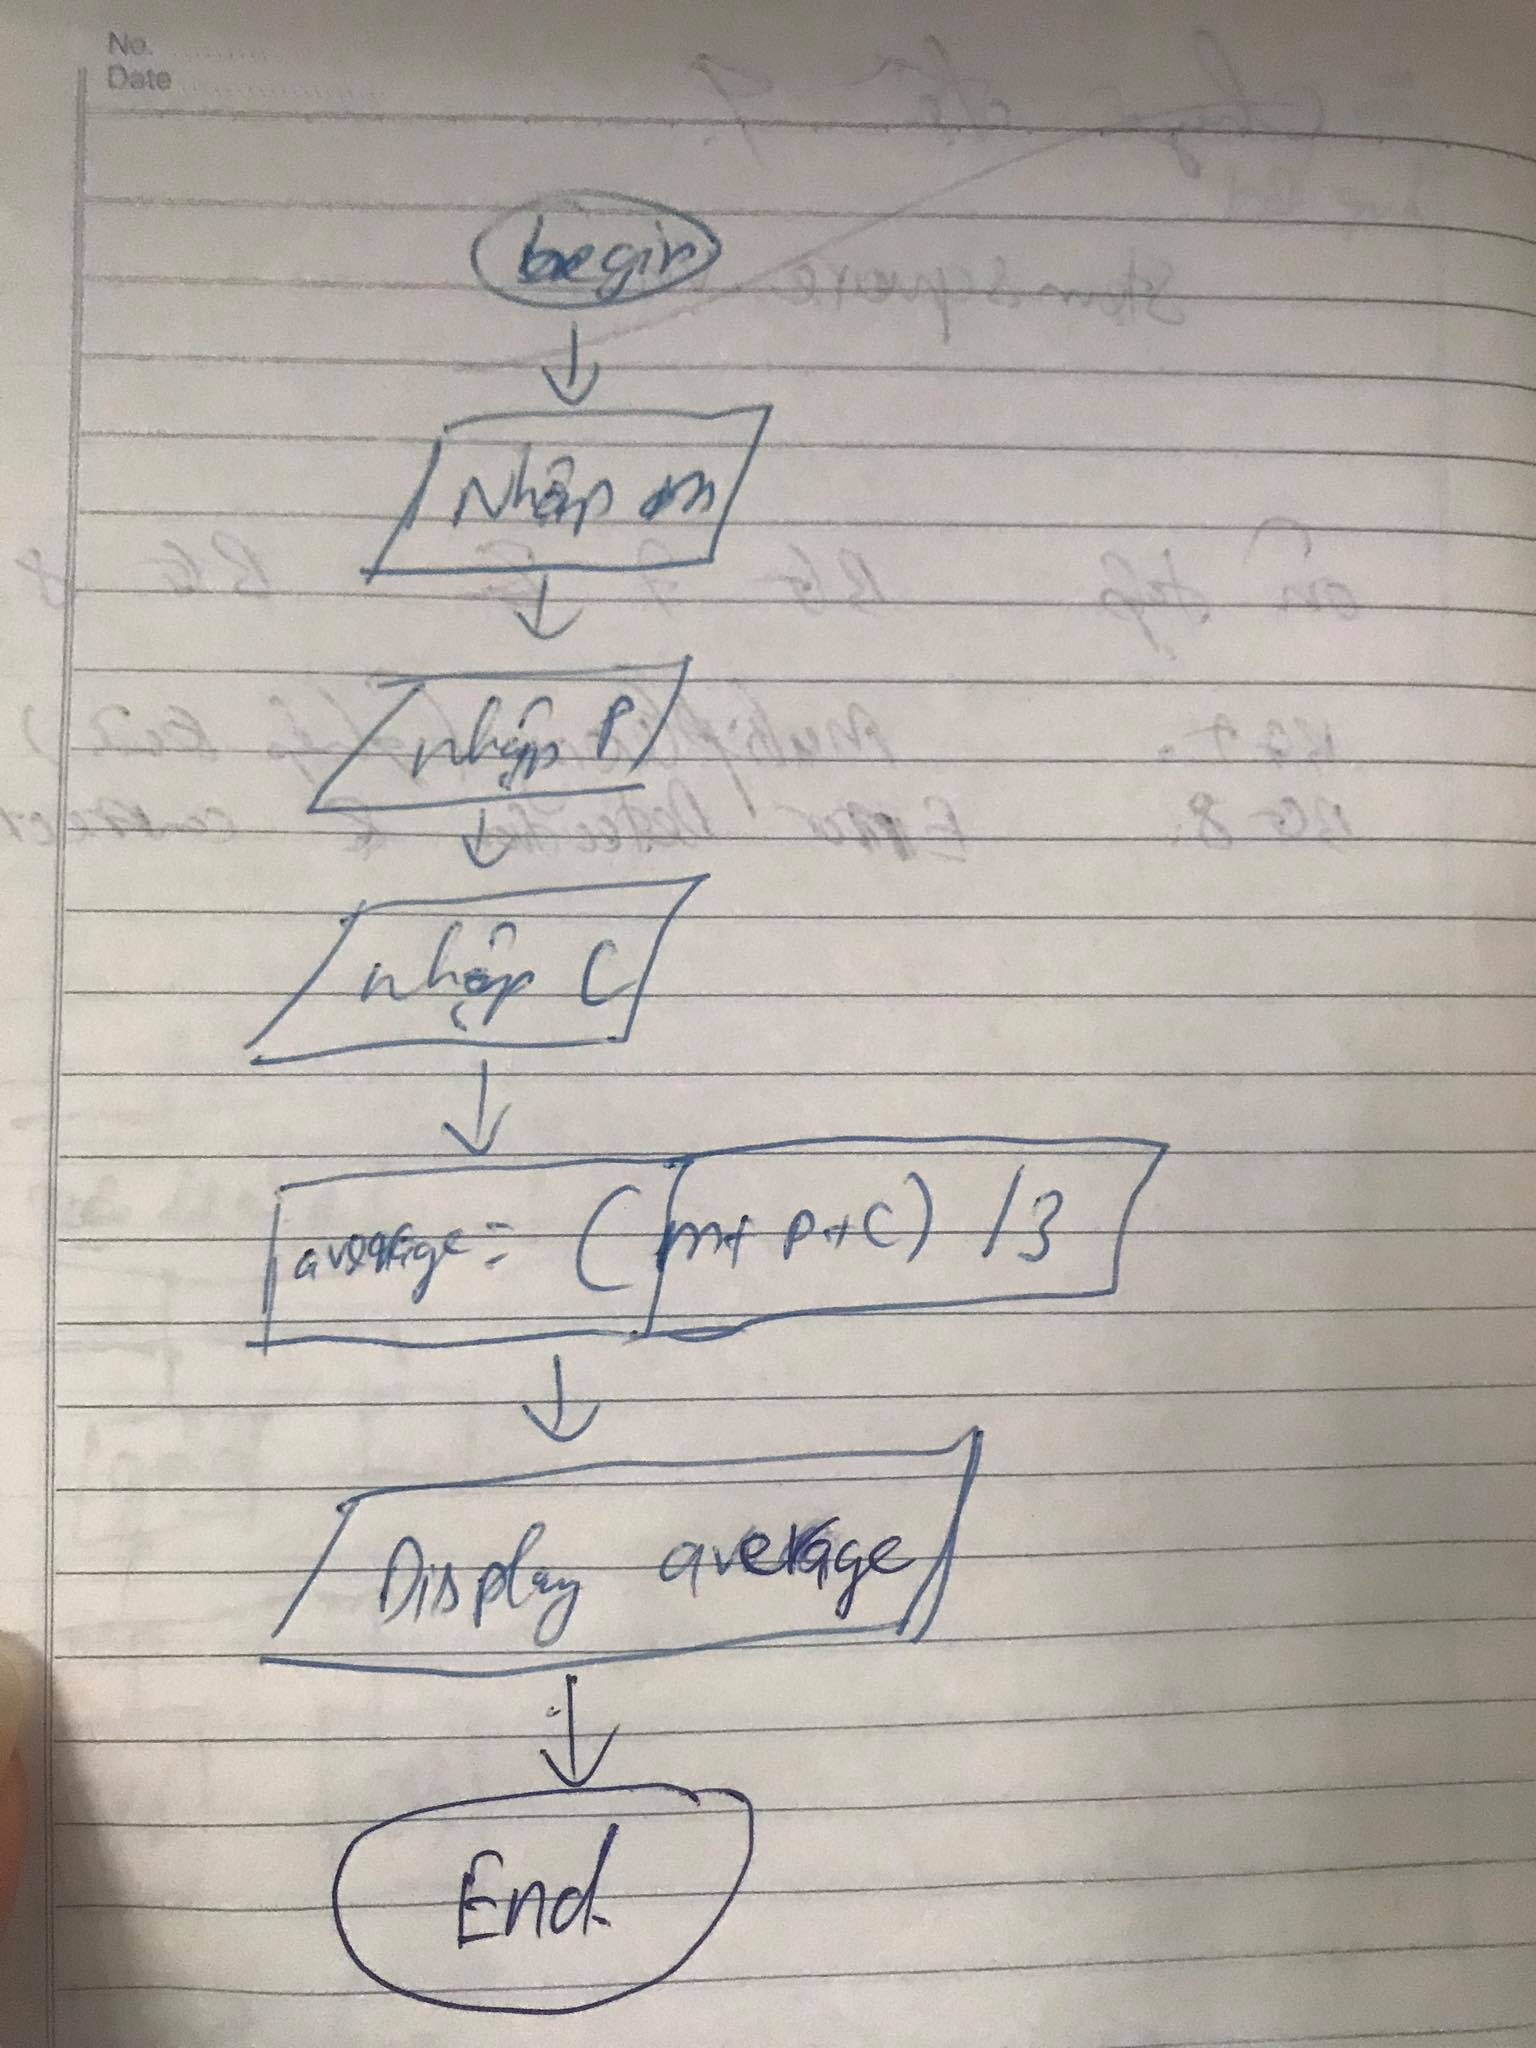 No.
Date
begin
Nhập m
nhập P
nhập C
average = (m+ P+C) /3
Display average
End.